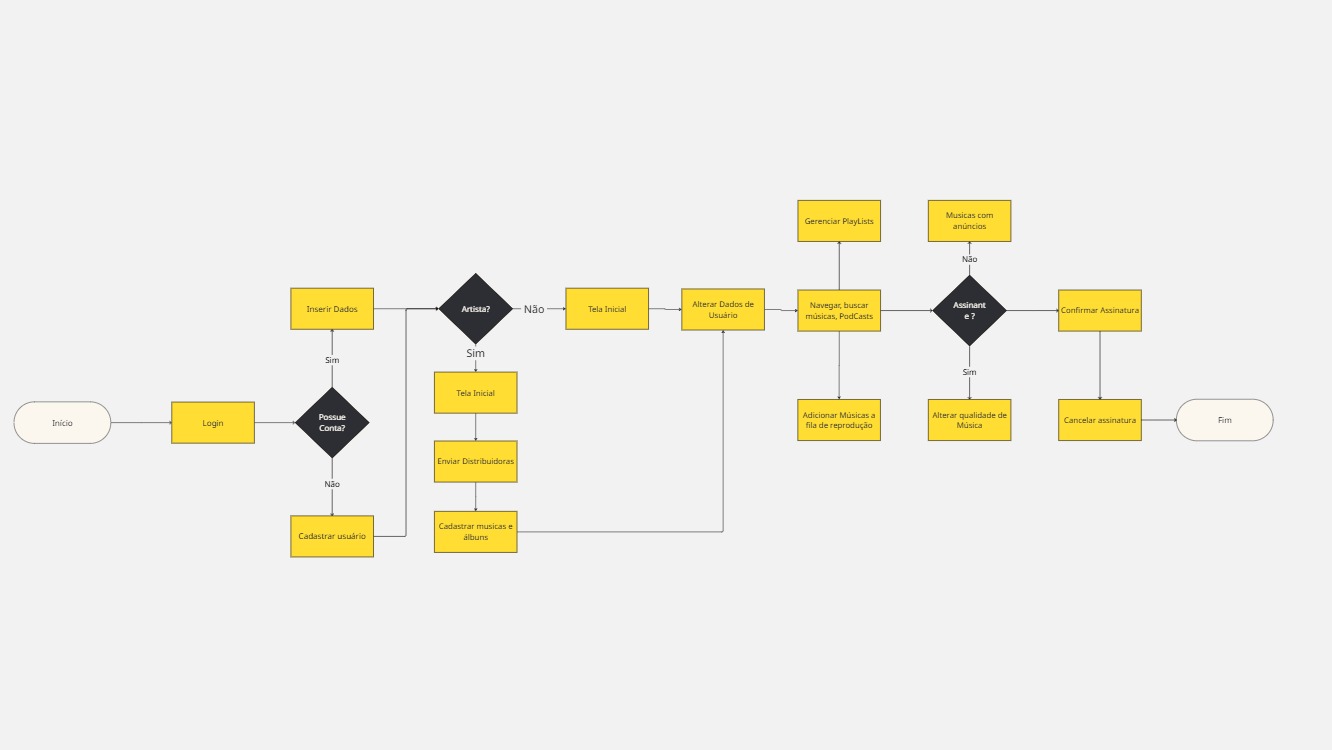 Gerenciar PlayLists
Musicas com
anúncios
Não
Inserir Dados
Artista?
Não
Tela Inicial
Alterar Dados de
Usuário
Navegar, buscar
músicas, PodCasts
Assinant
e ?
Confirmar Assinatura
Sim
Sim
Sim
Tela Inicial
Adicionar Músicas a
fila de reprodução
Alterar qualidade de
Música
Cancelar assinatura
Fim
Início
Login
Possue
Conta?
Enviar Distribuidoras
Não
Cadastrar usuário
Cadastrar musicas e
álbuns